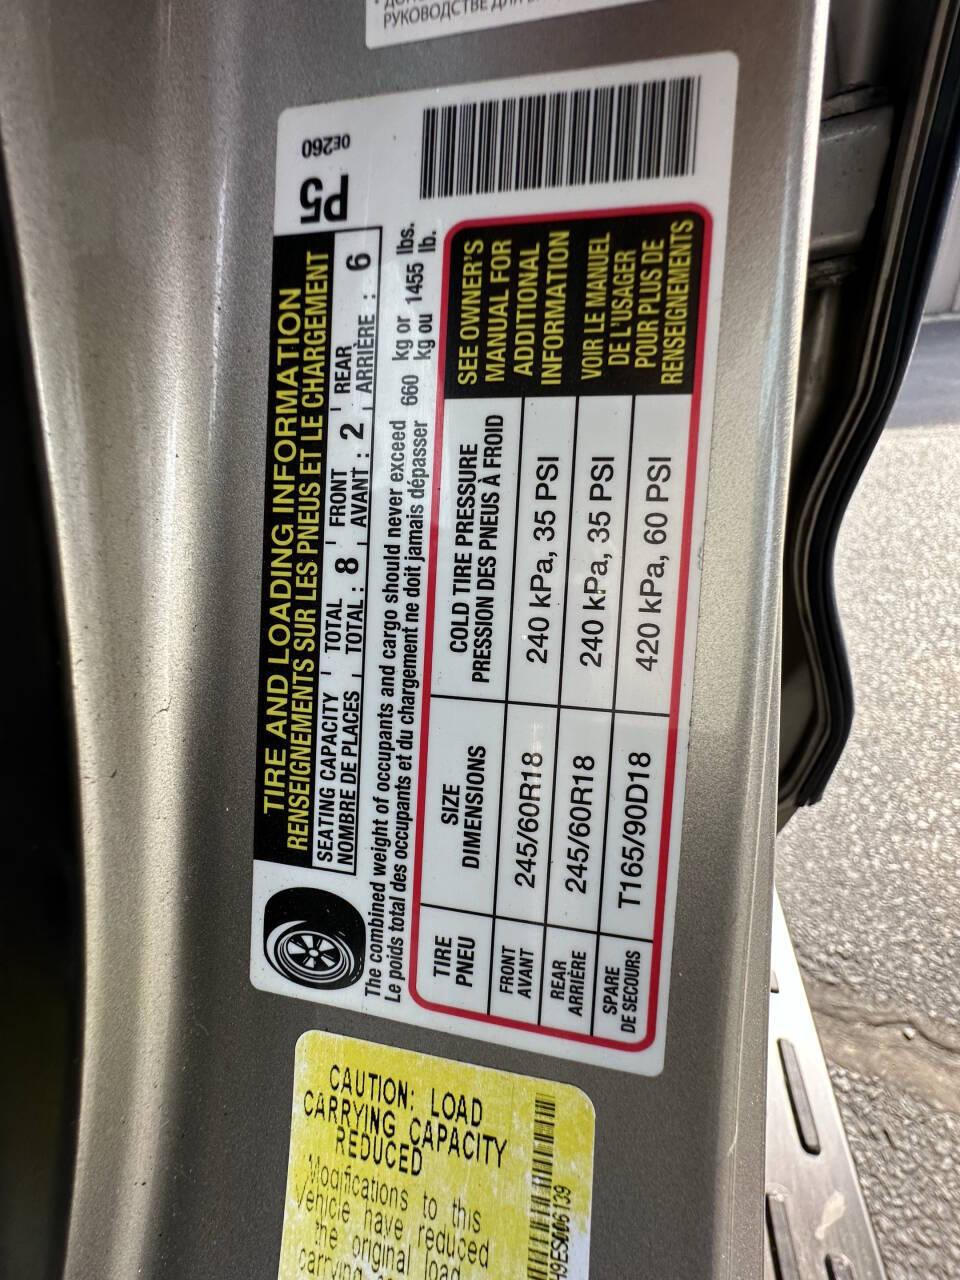 РУКОВОДСТВЕ ДЛЯ
P5
0E260
TIRE AND LOADING INFORMATION
RENSEIGNEMENTS SUR LES PNEUS ET LE CHARGEMENT
SEATING CAPACITY TOTAL FRONT REAR
NOMBRE DE PLACES TOTAL : 8 AVANT : 2 ARRIÈRE : 6
The combined weight of occupants and cargo should never exceed 660 kg or 1455 lbs.
Le poids total des occupants et du chargement ne doit jamais dépasser kg ou lb.
TIRE SIZE COLD TIRE PRESSURE
PNEU DIMENSIONS PRESSION DES PNEUS À FROID
FRONT
AVANT 245/60R18 240 kPa, 35 PSI
REAR
ARRIÈRE 245/60R18 240 kPa, 35 PSI
SPARE
DE SECOURS T165/90D18 420 kPa, 60 PSI
SEE OWNER'S
MANUAL FOR
ADDITIONAL
INFORMATION
VOIR LE MANUEL
DE L'USAGER
POUR PLUS DE
RENSEIGNEMENTS
CAUTION: LOAD
CARRYING CAPACITY
REDUCED
Modifications to this
vehicle have reduced
the original load